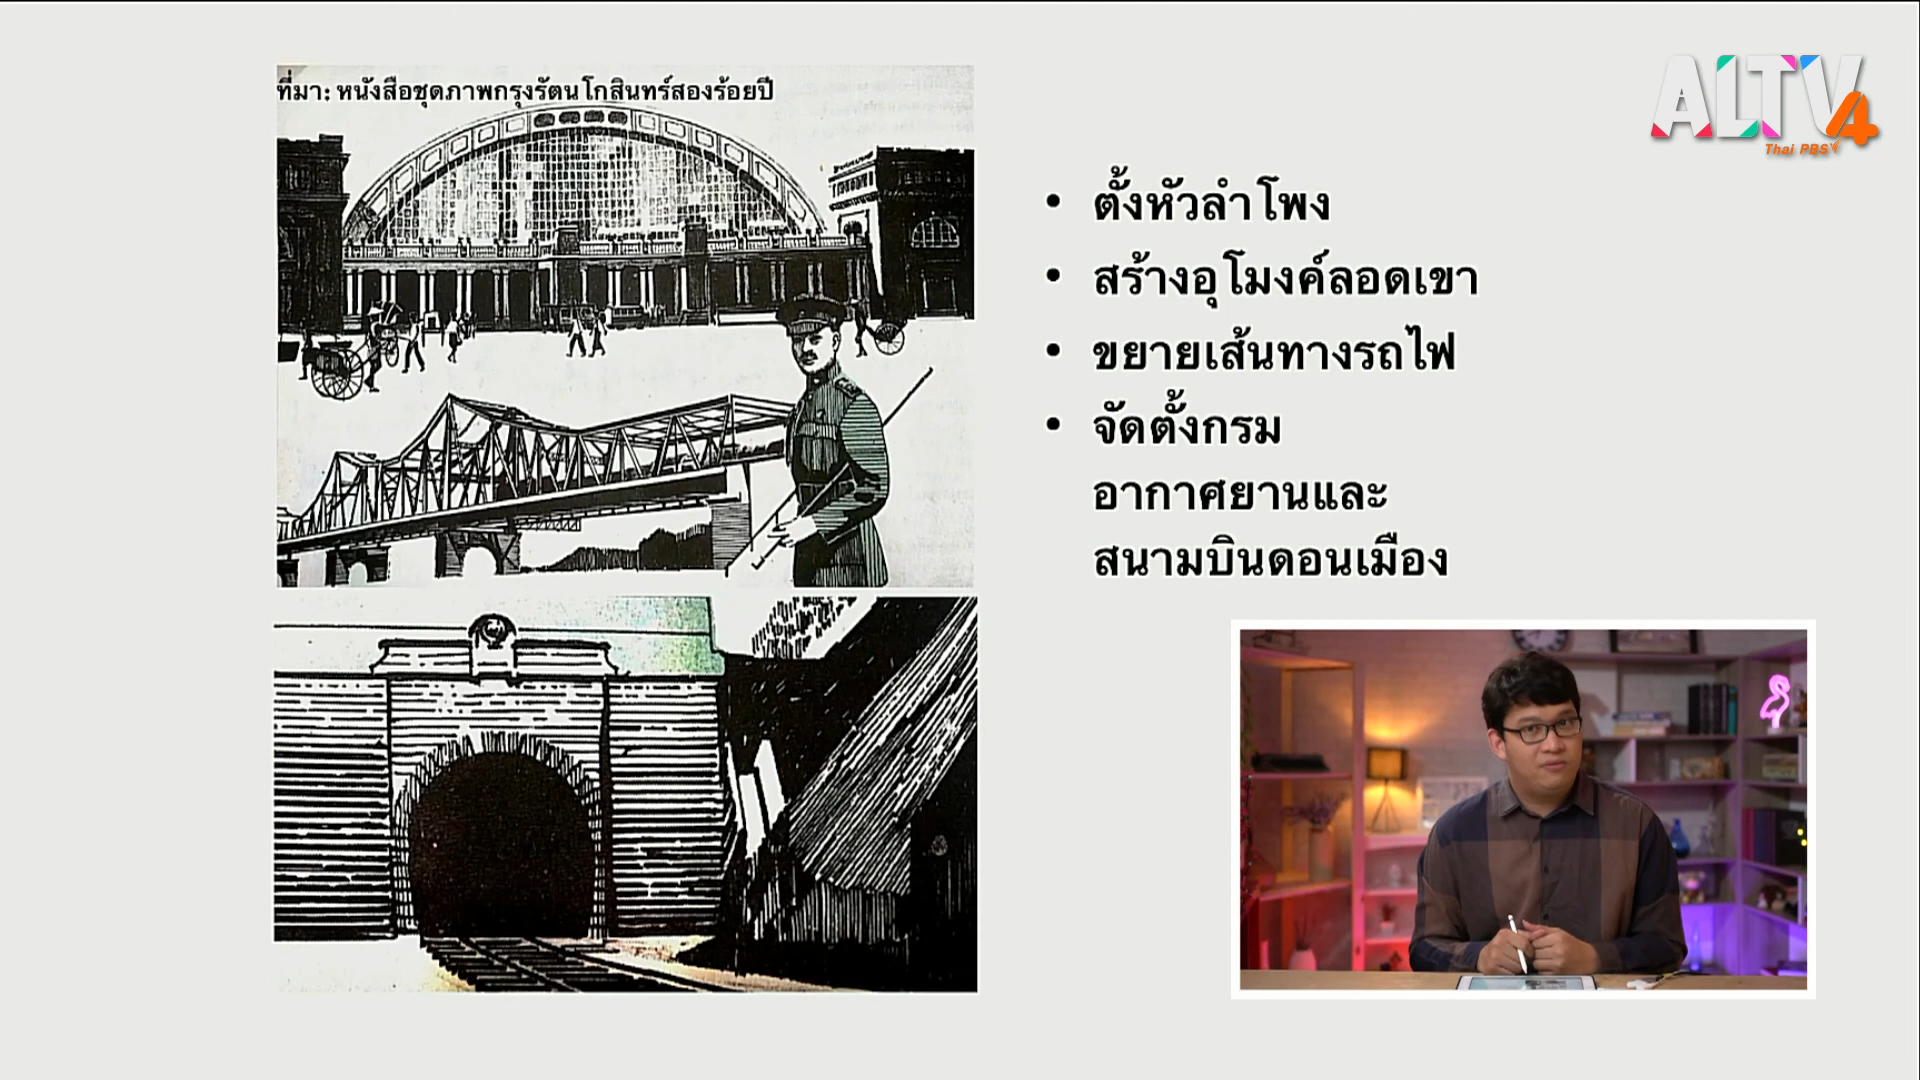 ที่มา: หนังสือชุดภาพกรุงรัตนโกสินทร์สองร้อยปี
ALTV4
Thai PBS
• ตั้งหัวลำโพง
• สร้างอุโมงค์ลอดเขา
• ขยายเส้นทางรถไฟ
• จัดตั้งกรม
อากาศยานและ
สนามบินดอนเมือง